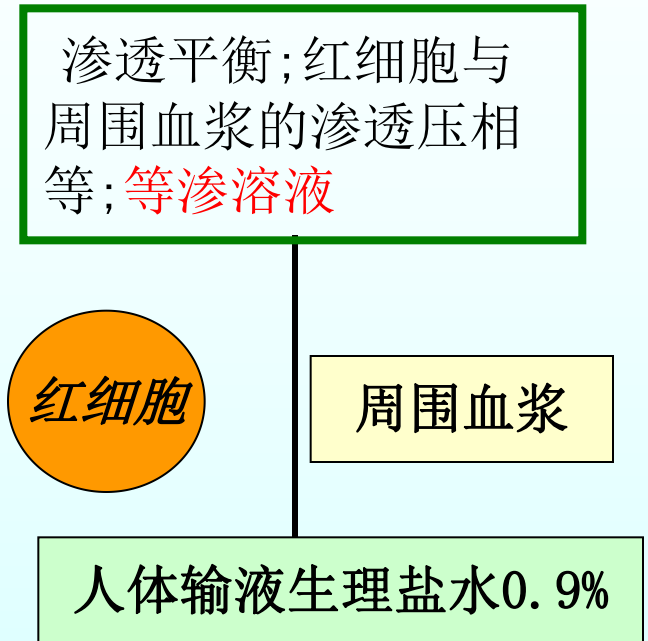 渗透平衡;红细胞与
周围血浆的渗透压相
等;等渗溶液
红细胞
周围血浆
人体输液生理盐水0.9%